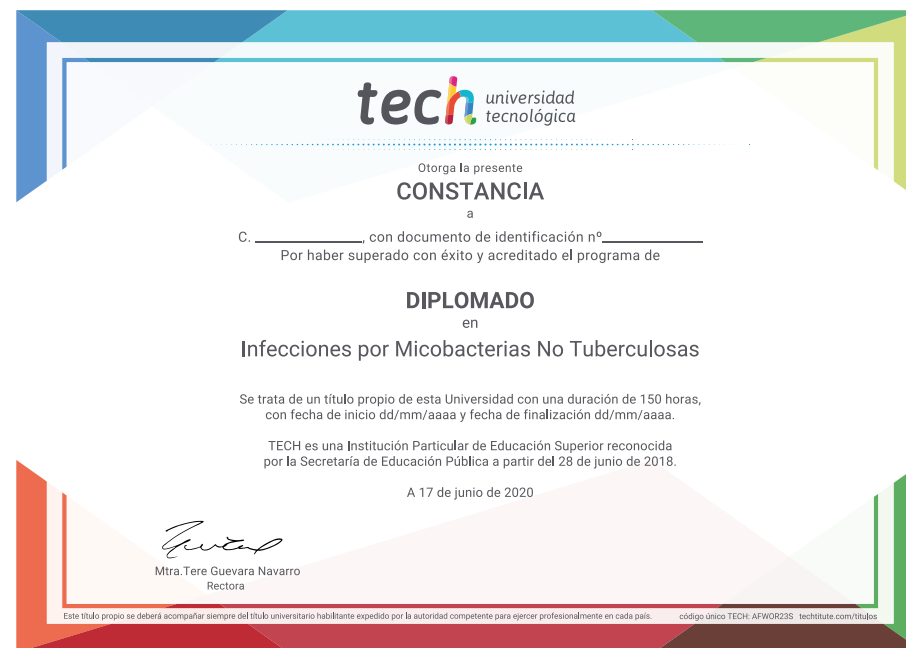 tech universidad
tecnológica
Otorga la presente
CONSTANCIA
a
C. ____________, con documento de identificación nº____________
Por haber superado con éxito y acreditado el programa de
DIPLOMADO
en
Infecciones por Micobacterias No Tuberculosas
Se trata de un título propio de esta Universidad con una duración de 150 horas,
con fecha de inicio dd/mm/aaaa y fecha de finalización dd/mm/aaaa.
TECH es una Institución Particular de Educación Superior reconocida
por la Secretaría de Educación Pública a partir del 28 de junio de 2018.
A 17 de junio de 2020
Mtra.Tere Guevara Navarro
Rectora
Este título propio se deberá acompañar siempre del título universitario habilitante expedido por la autoridad competente para ejercer profesionalmente en cada país. código único TECH: AFWOR23S techtitute.com/titulos